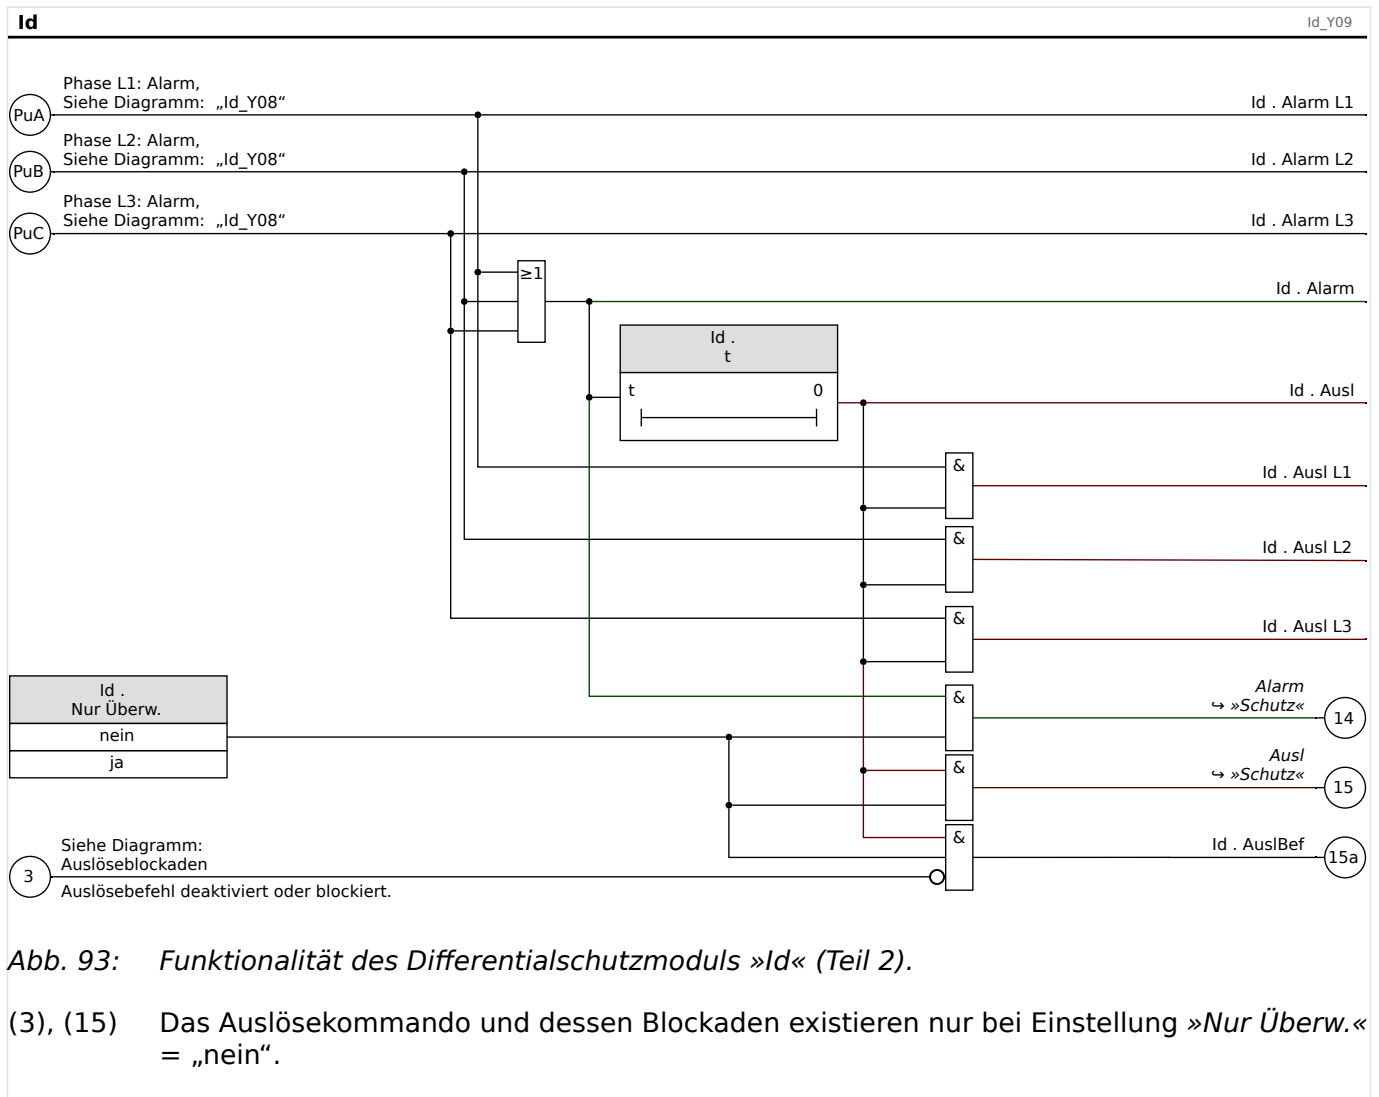 Id
Id_Y09
Phase L1: Alarm,
Siehe Diagramm: „Id_Y08“
PuA
Id . Alarm L1
Phase L2: Alarm,
Siehe Diagramm: „Id_Y08“
PuB
Id . Alarm L2
Phase L3: Alarm,
Siehe Diagramm: „Id_Y08“
PuC
Id . Alarm L3
≥1
Id . Alarm
Id .
t
t
0
Id . Ausl
&
Id . Ausl L1
&
Id . Ausl L2
&
Id . Ausl L3
Id .
Nur Überw.
nein
ja
&
Alarm
↪ »Schutz«
14
&
Ausl
↪ »Schutz«
15
&
Id . AuslBef
15a
Siehe Diagramm:
Auslöseblockaden
3
Auslösebefehl deaktiviert oder blockiert.
Abb. 93: Funktionalität des Differentialschutzmoduls »Id« (Teil 2).
(3), (15) Das Auslösekommando und dessen Blockaden existieren nur bei Einstellung »Nur Überw.«
= „nein“.